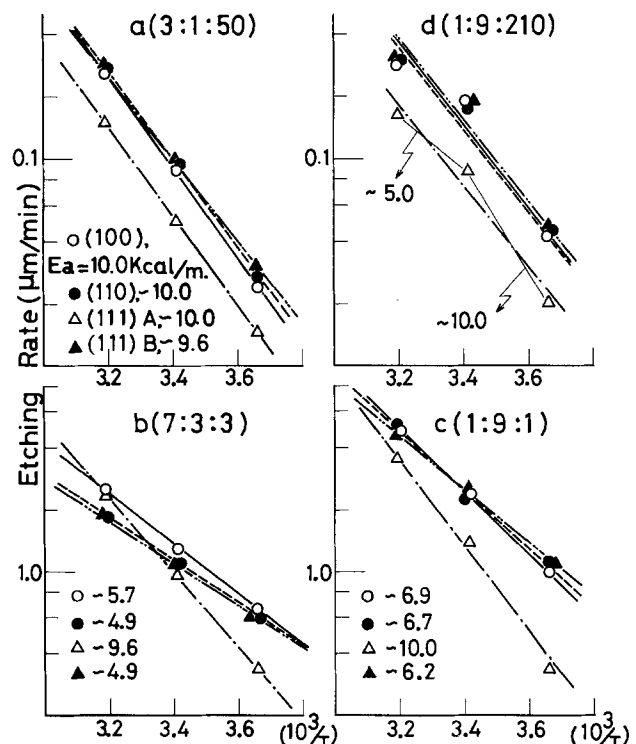 a(3:1:50)
d(1:9:210)
0.1
0.1
~5.0
~10.0
Etching Rate (μm/min)
○ (100),
Ea=10.0Kcal/m.
● (110),~10.0
△ (111) A,~10.0
▲ (111) B,~9.6
3.2 3.4 3.6
3.2 3.4 3.6
b(7:3:3)
c(1:9:1)
1.0
1.0
○ ~5.7
● ~4.9
△ ~9.6
▲ ~4.9
○ ~6.9
● ~6.7
△ ~10.0
▲ ~6.2
3.2 3.4 3.6 (10³/T)
3.2 3.4 3.6 (10³/T)